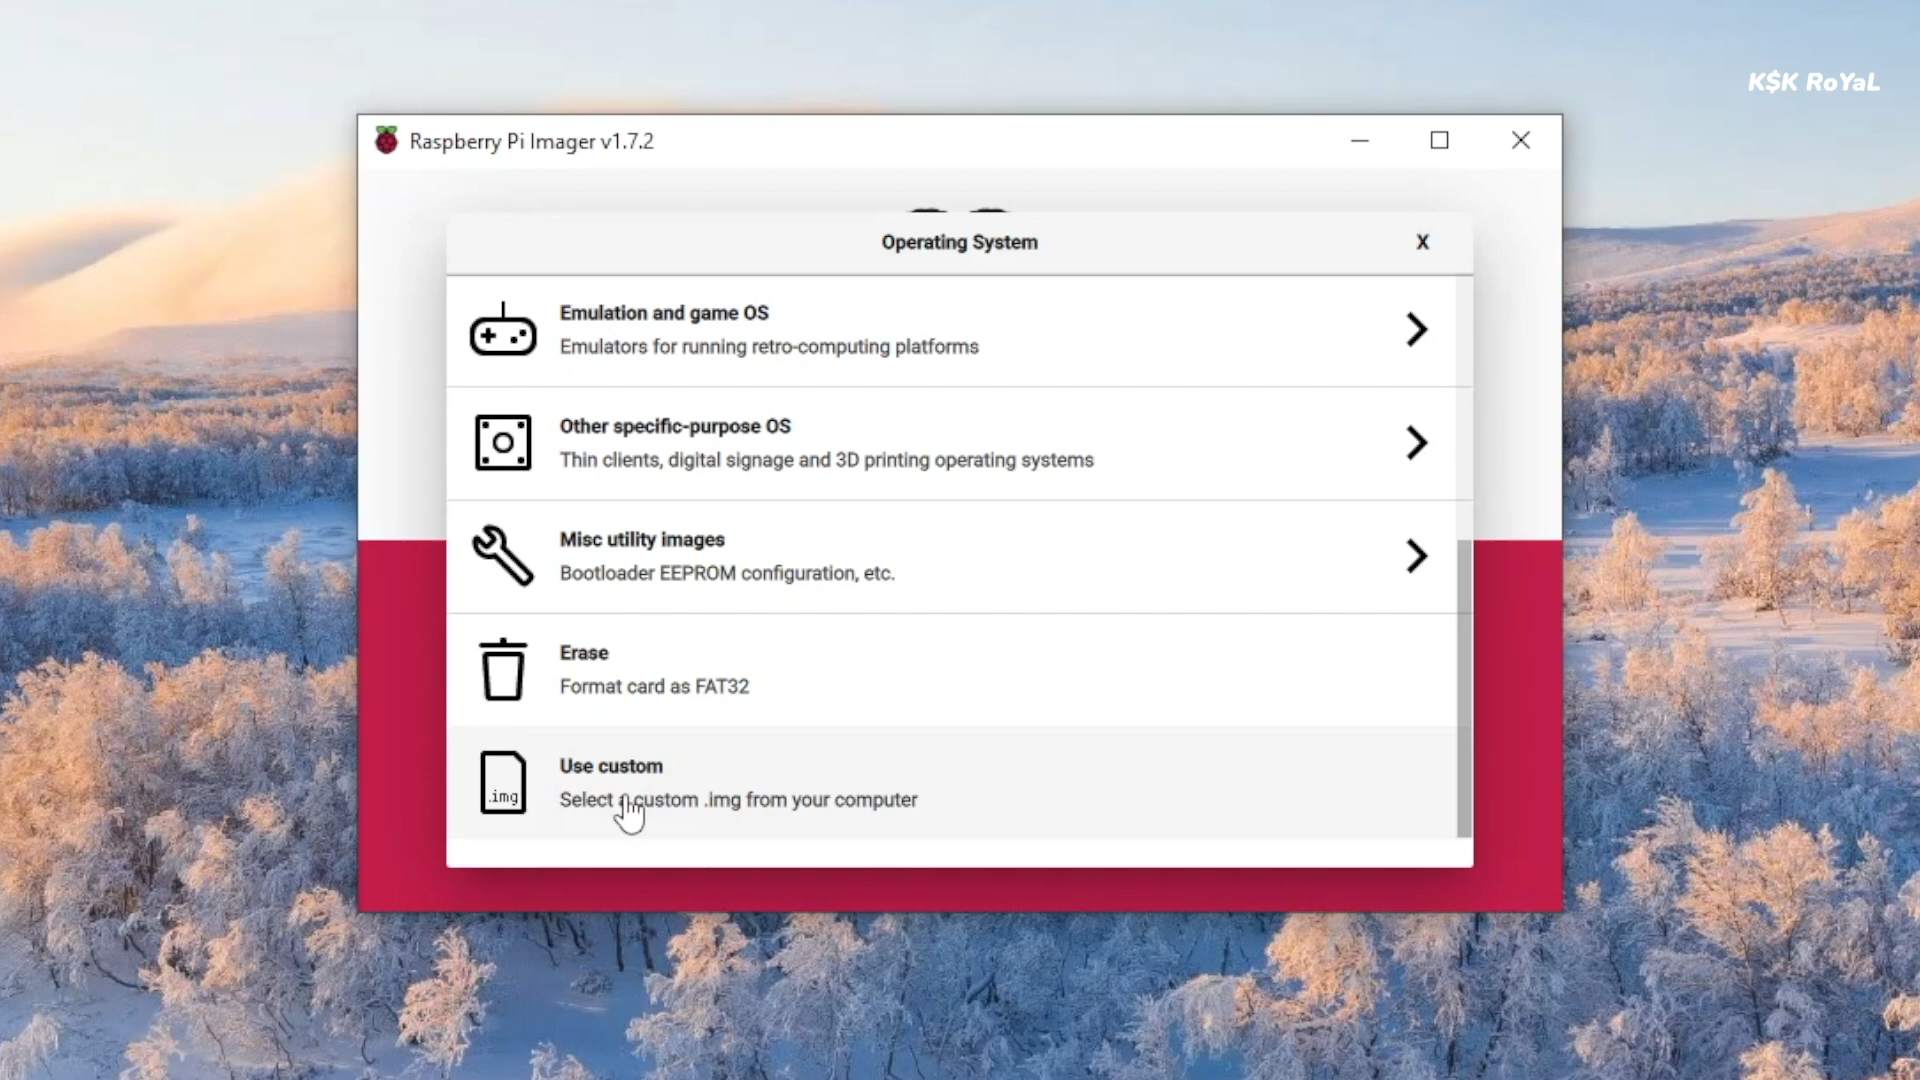 K$K RoYaL
Raspberry Pi Imager v1.7.2
Operating System
X
Emulation and game OS
Emulators for running retro-computing platforms
Other specific-purpose OS
Thin clients, digital signage and 3D printing operating systems
Misc utility images
Bootloader EEPROM configuration, etc.
Erase
Format card as FAT32
Use custom
.img
Select a custom .img from your computer